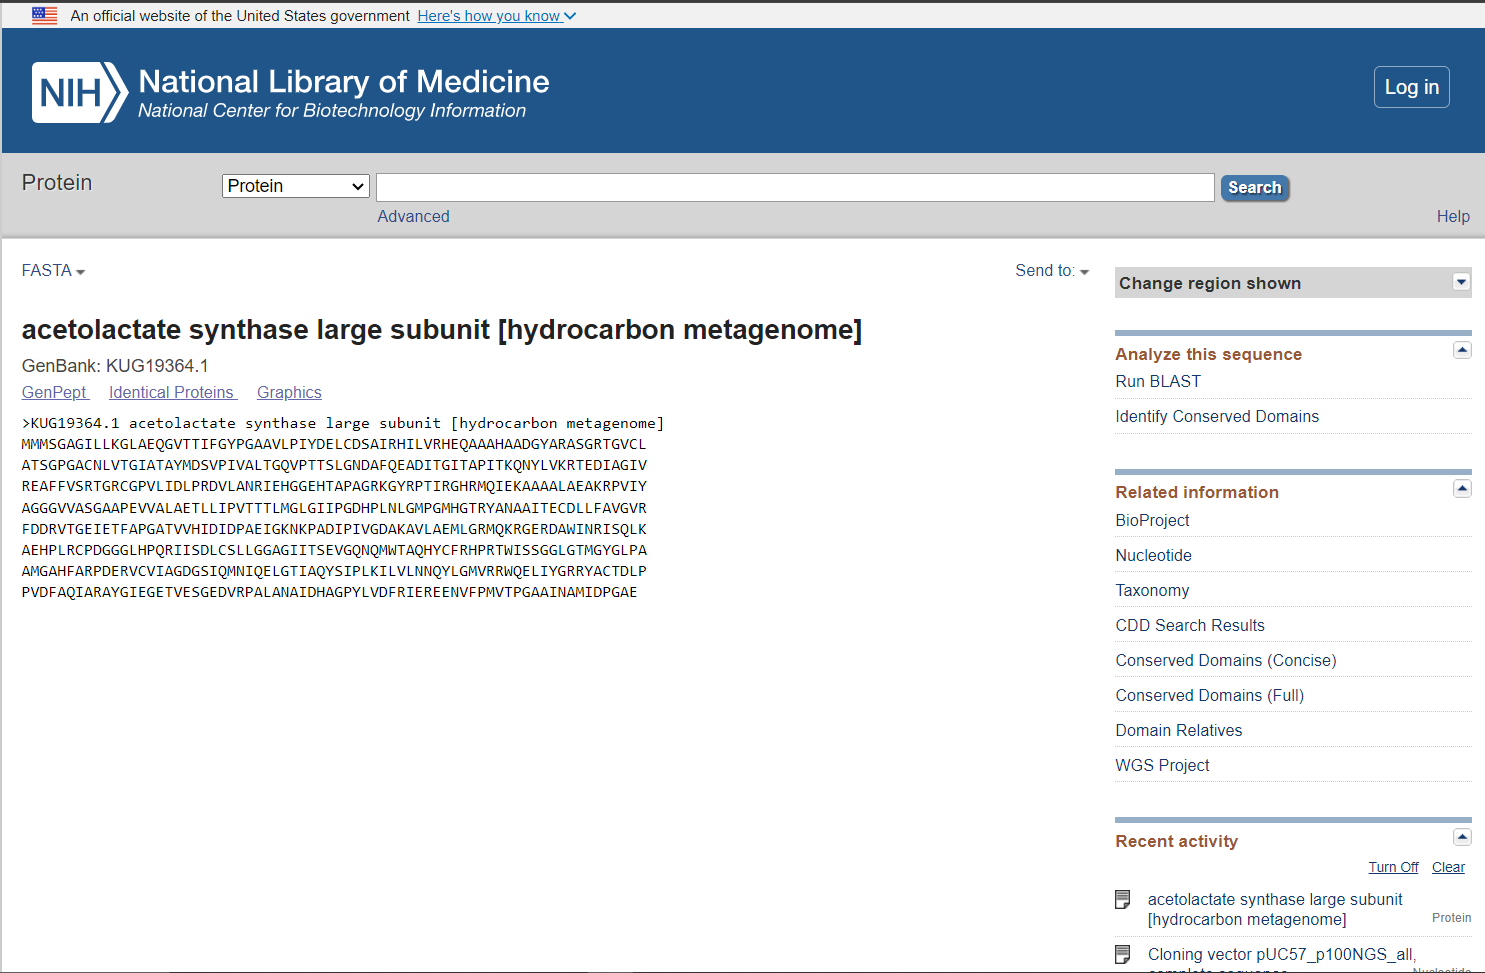 An official website of the United States government Here's how you know
NIH National Library of Medicine
National Center for Biotechnology Information
Log in
Protein
Protein
Search
Advanced
Help
FASTA
Send to:
Change region shown
acetolactate synthase large subunit [hydrocarbon metagenome]
GenBank: KUG19364.1
GenPept Identical Proteins Graphics
>KUG19364.1 acetolactate synthase large subunit [hydrocarbon metagenome]
MMMSGAGILLKGLAEQGVTTIFGYPGAAVLPIYDELCDSAIRHILVRHEQAAAHAADGYARASGRTGVCL
ATSGPGACNLVTGIATAYMDSVPIVALTGQVPTTSLGNDAFQEADITGITAPITKQNYLVKRTEDIAGIV
REAFFVSRTGRCGPVLIDLPRDVLANRIEHGGEHTAPAGRKGYRPTIRGHRMQIEKAAAALAEAKRPVIY
AGGGVVASGAAPEVVALAETLLIPVTTTLMGLGIIPGDHPLNLGMPGMHGTRYANAAITECDLLFAVGVR
FDDRVTGEIETFAPGATVVHIDIDPAEIGKNKPADIPIVGDAKAVLAEMLGRMQKRGERDAWINRISQLK
AEHPLRCPDGGGLHPQRIISDLCSLLGGAGIITSEVGQNQMWTAQHYCFRHPRTWISSGGLGTMGYGLPA
AMGAHFARPDERVCVIAGDGSIQMNIQELGTIAQYSIPLKILVLNNQYLGMVRRWQELIYGRRYACTDLP
PVDFAQIARAYGIEGETVESGEDVRPALANAIDHAGPYLVDFRIEREENVFPMVTPGAAINAMIDPGAE
Analyze this sequence
Run BLAST
Identify Conserved Domains
Related information
BioProject
Nucleotide
Taxonomy
CDD Search Results
Conserved Domains (Concise)
Conserved Domains (Full)
Domain Relatives
WGS Project
Recent activity
Turn Off Clear
acetolactate synthase large subunit
[hydrocarbon metagenome] Protein
Cloning vector pUC57_p100NGS_all,
complete sequence Nucleotide